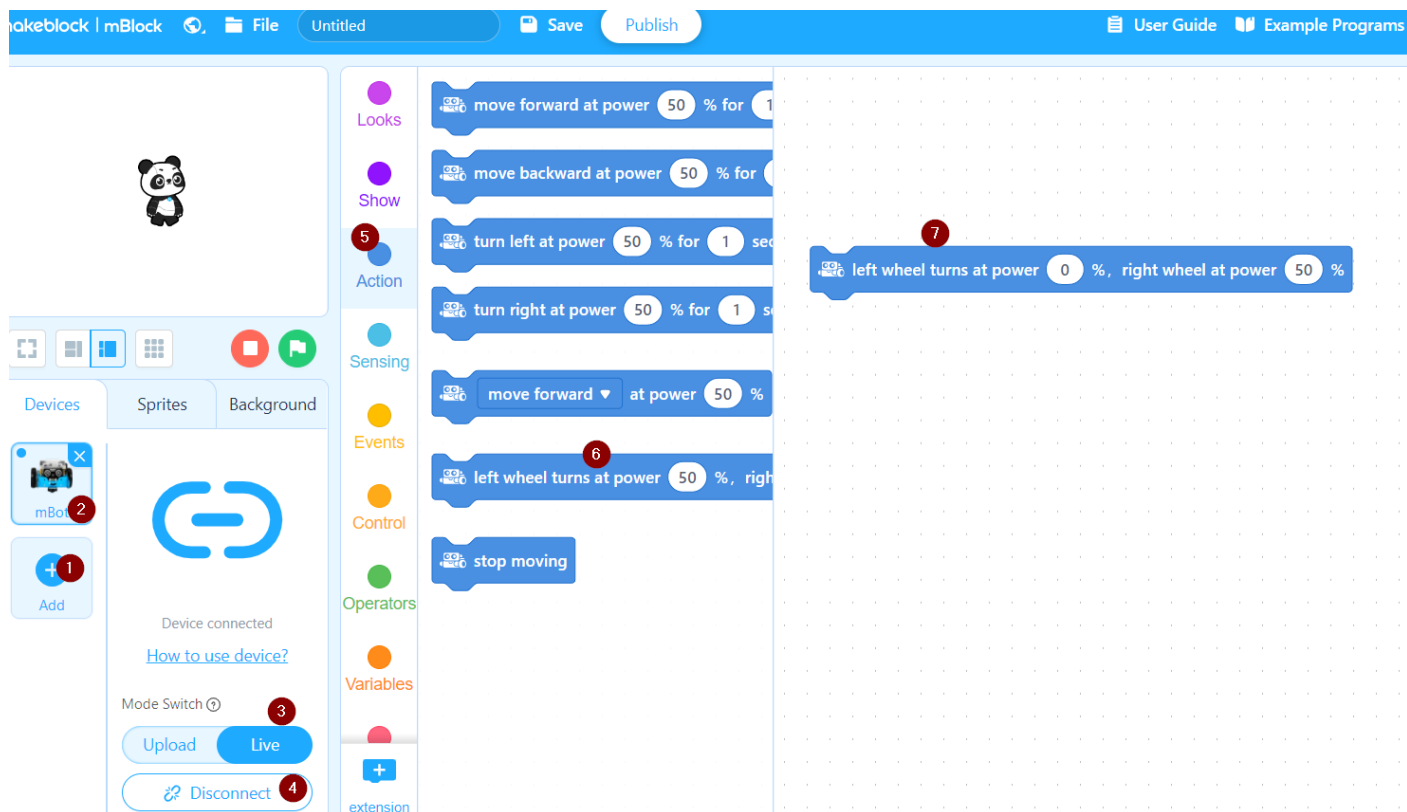 makeblock | mBlock File Untitled Save Publish User Guide Example Programs
Looks
Show
5
Action
Sensing
Events
Control
Operators
Variables
extension
move forward at power 50 % for 1
move backward at power 50 % for
turn left at power 50 % for 1 sec
turn right at power 50 % for 1 s
move forward at power 50 %
6
left wheel turns at power 50 %, righ
stop moving
7
left wheel turns at power 0 %, right wheel at power 50 %
Devices Sprites Background
mBot 2
1
Add
Device connected
How to use device?
Mode Switch ?
3
Upload Live
Disconnect 4